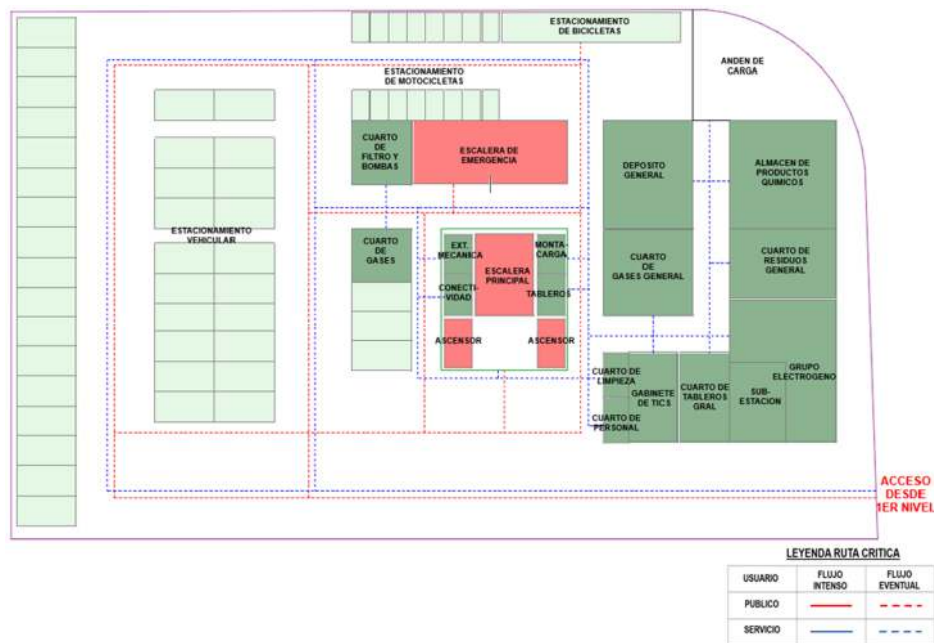 ESTACIONAMIENTO
DE BICICLETAS
ANDEN DE
CARGA
ESTACIONAMIENTO
DE MOTOCICLETAS
CUARTO
DE
FILTRO Y
BOMBAS
ESCALERA DE
EMERGENCIA
DEPOSITO
GENERAL
ALMACEN DE
PRODUCTOS
QUIMICOS
ESTACIONAMIENTO
VEHICULAR
CUARTO
DE
GASES
EXT.
MECANICA
ESCALERA
PRINCIPAL
MONTA-
CARGA
CONECTI-
VIDAD
TABLEROS
CUARTO
DE
GASES GENERAL
CUARTO DE
RESIDUOS
GENERAL
ASCENSOR
ASCENSOR
CUARTO DE
LIMPIEZA
GABINETE
DE TICS
CUARTO DE
PERSONAL
CUARTO DE
TABLEROS
GRAL
SUB-
ESTACION
GRUPO
ELECTROGENO
ACCESO
DESDE
1ER NIVEL
LEYENDA RUTA CRITICA
USUARIO FLUJO INTENSO FLUJO EVENTUAL
PUBLICO
SERVICIO